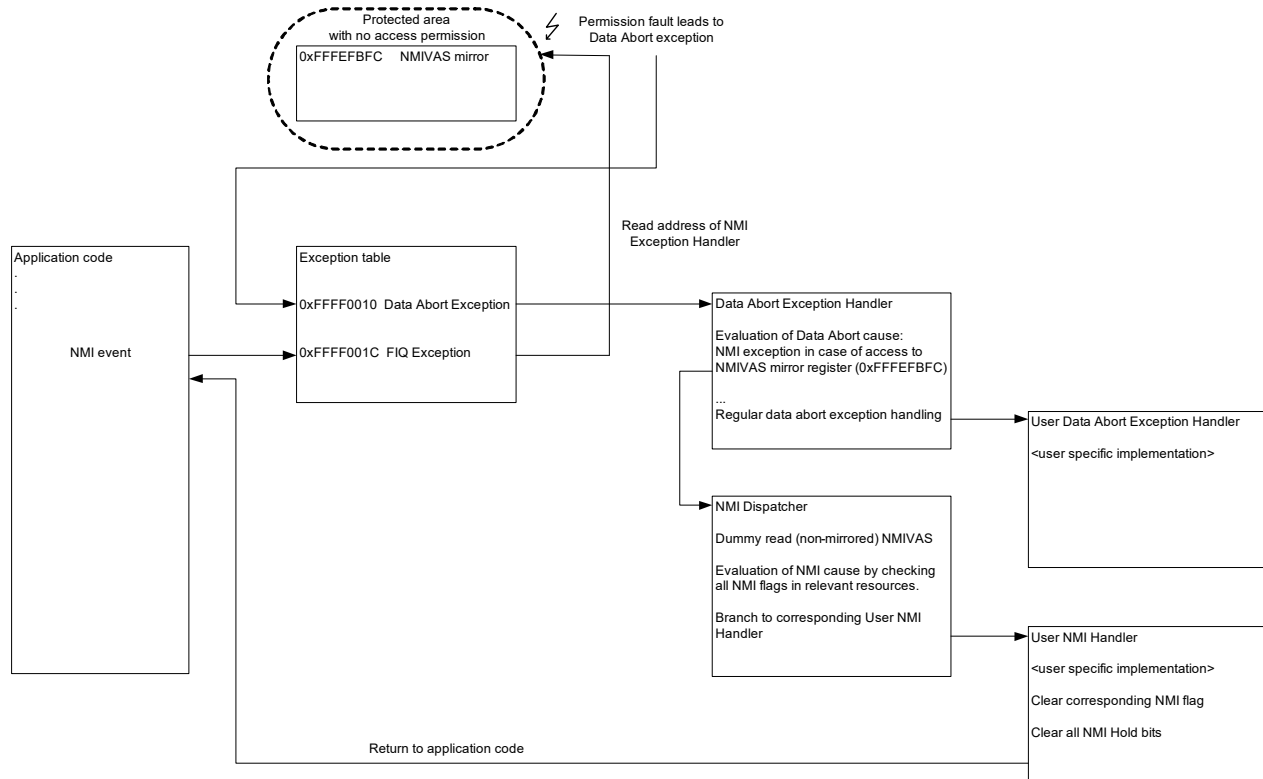 Protected area
with no access permission
0xFFFEFBFC NMIVAS mirror
Permission fault leads to
Data Abort exception
Read address of NMI
Exception Handler
Application code
.
.
.
NMI event
Exception table
0xFFFF0010 Data Abort Exception
0xFFFF001C FIQ Exception
Data Abort Exception Handler
Evaluation of Data Abort cause:
NMI exception in case of access to
NMIVAS mirror register (0xFFFEFBFC)
...
Regular data abort exception handling
User Data Abort Exception Handler
<user specific implementation>
NMI Dispatcher
Dummy read (non-mirrored) NMIVAS
Evaluation of NMI cause by checking
all NMI flags in relevant resources.
Branch to corresponding User NMI
Handler
User NMI Handler
<user specific implementation>
Clear corresponding NMI flag
Clear all NMI Hold bits
Return to application code